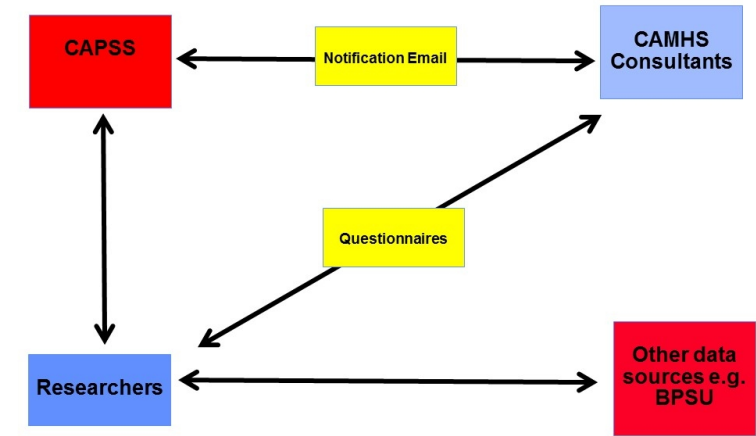 CAPSS
Notification Email
CAMHS
Consultants
Questionnaires
Researchers
Other data
sources e.g.
BPSU